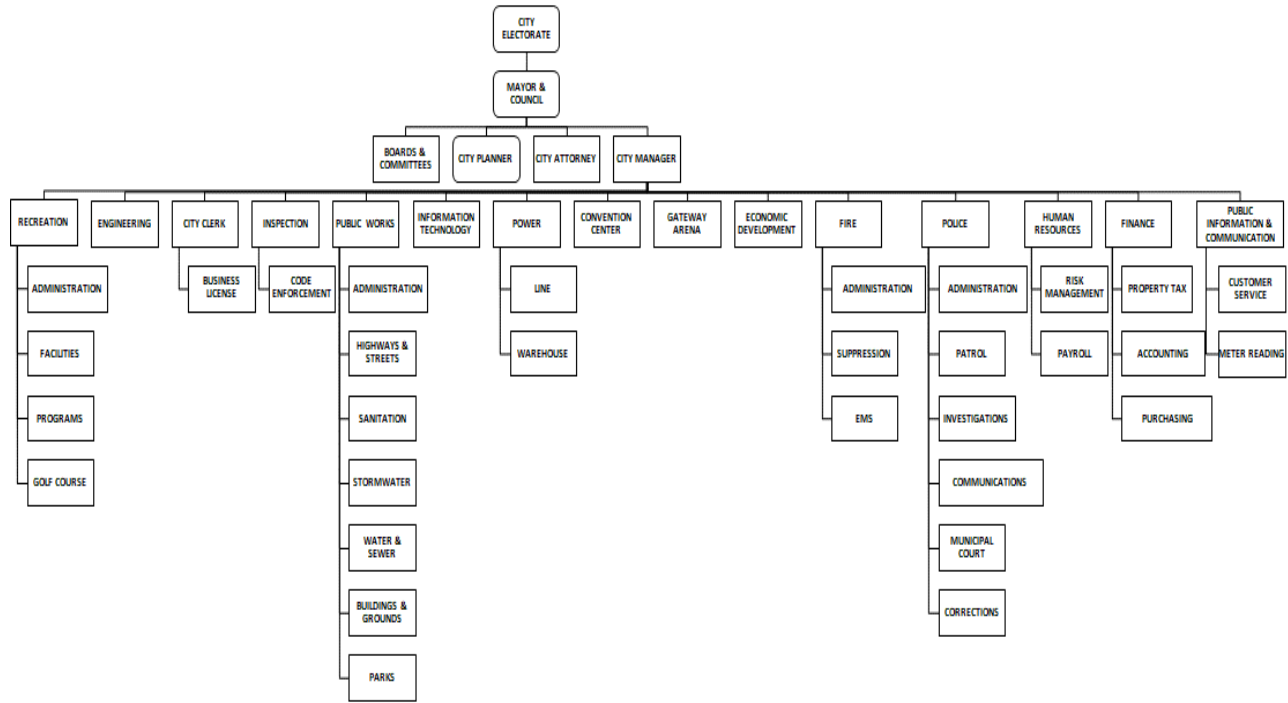 CITY
ELECTORATE
MAYOR &
COUNCIL
BOARDS &
COMMITTEES
CITY PLANNER
CITY ATTORNEY
CITY MANAGER
RECREATION
ENGINEERING
CITY CLERK
INSPECTION
PUBLIC WORKS
INFORMATION
TECHNOLOGY
POWER
CONVENTION
CENTER
GATEWAY
ARENA
ECONOMIC
DEVELOPMENT
FIRE
POLICE
HUMAN
RESOURCES
FINANCE
PUBLIC
INFORMATION &
COMMUNICATION
ADMINISTRATION
FACILITIES
PROGRAMS
GOLF COURSE
BUSINESS
LICENSE
CODE
ENFORCEMENT
ADMINISTRATION
HIGHWAYS &
STREETS
SANITATION
STORMWATER
WATER &
SEWER
BUILDINGS &
GROUNDS
PARKS
LINE
WAREHOUSE
ADMINISTRATION
SUPPRESSION
EMS
ADMINISTRATION
PATROL
INVESTIGATIONS
COMMUNICATIONS
MUNICIPAL
COURT
CORRECTIONS
RISK
MANAGEMENT
PAYROLL
PROPERTY TAX
ACCOUNTING
PURCHASING
CUSTOMER
SERVICE
METER READING